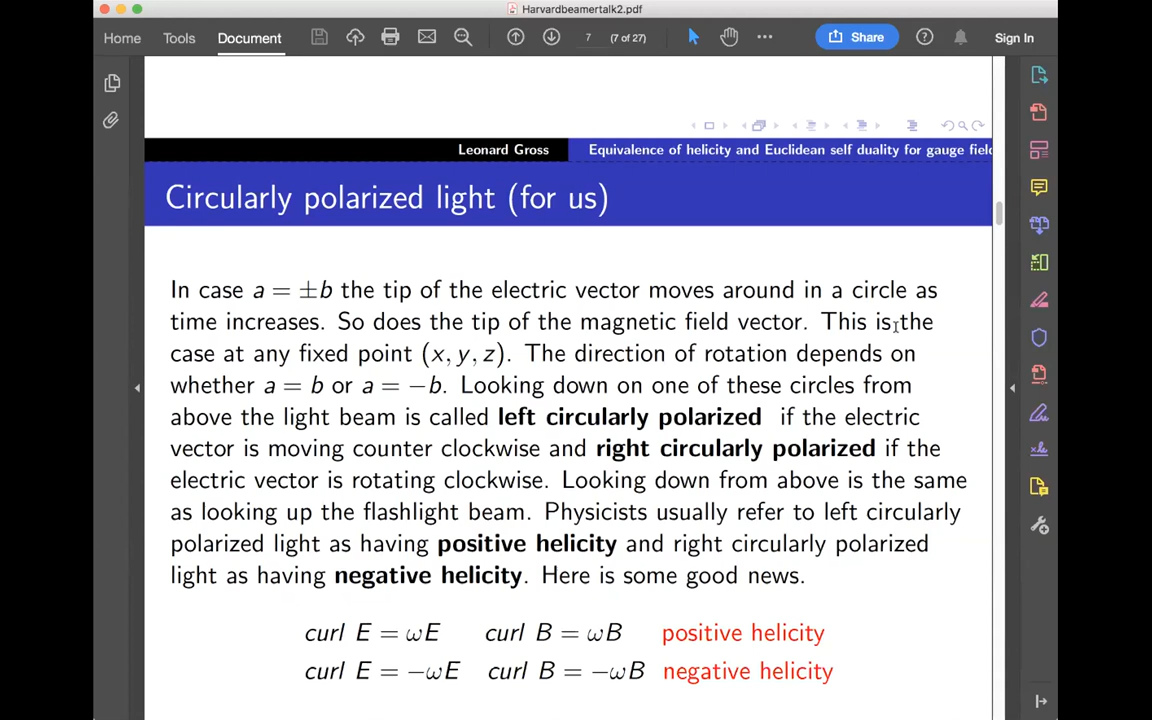 Harvardbeamertalk2.pdf
Home Tools Document 7 (7 of 27) Share Sign In
Leonard Gross Equivalence of helicity and Euclidean self duality for gauge field
Circularly polarized light (for us)
In case a = ±b the tip of the electric vector moves around in a circle as
time increases. So does the tip of the magnetic field vector. This is the
case at any fixed point (x, y, z). The direction of rotation depends on
whether a = b or a = −b. Looking down on one of these circles from
above the light beam is called left circularly polarized if the electric
vector is moving counter clockwise and right circularly polarized if the
electric vector is rotating clockwise. Looking down from above is the same
as looking up the flashlight beam. Physicists usually refer to left circularly
polarized light as having positive helicity and right circularly polarized
light as having negative helicity. Here is some good news.
curl E = ωE curl B = ωB positive helicity
curl E = −ωE curl B = −ωB negative helicity